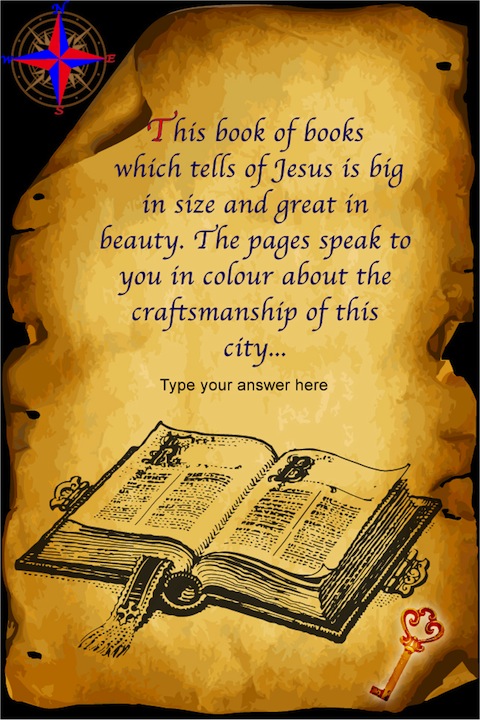 N
W
E
S
This book of books
which tells of Jesus is big
in size and great in
beauty. The pages speak to
you in colour about the
craftsmanship of this
city...
Type your answer here
R
B